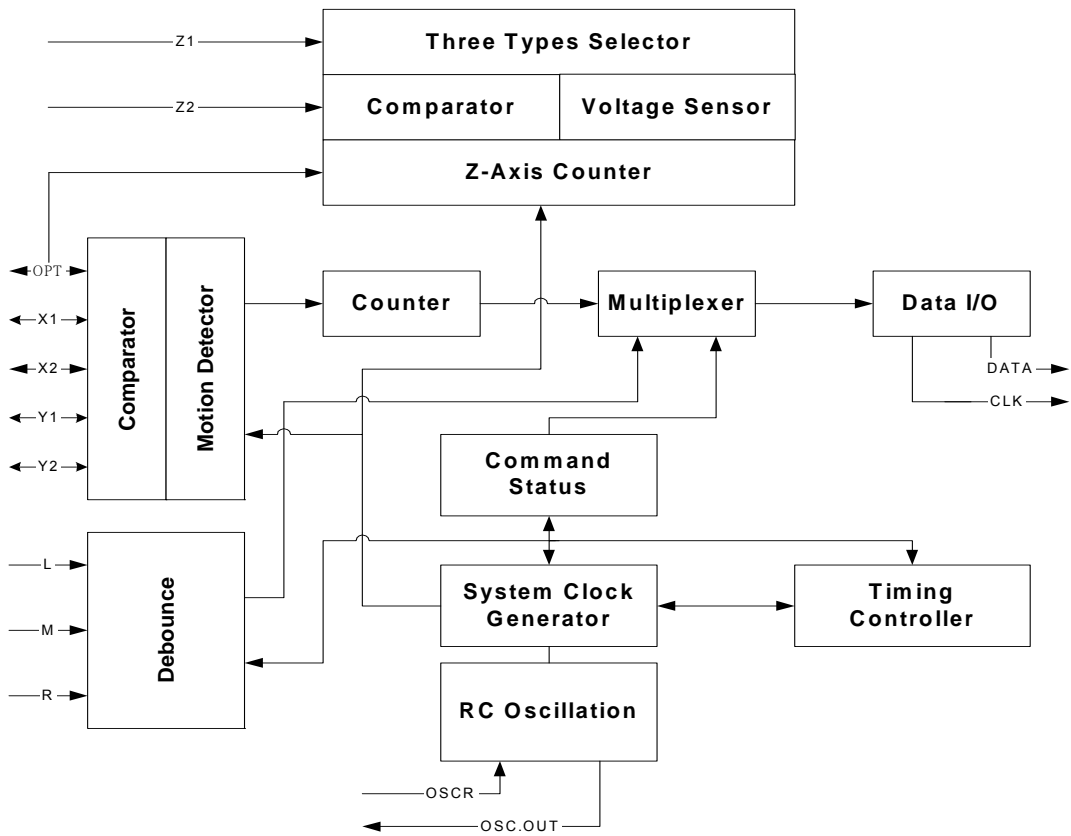 Z1
Three Types Selector
Z2
Comparator
Voltage Sensor
Z-Axis Counter
OPT
X1
X2
Y1
Y2
Comparator
Motion Detector
Counter
Multiplexer
Data I/O
DATA
CLK
Command
Status
L
M
R
Debounce
System Clock
Generator
Timing
Controller
RC Oscillation
OSCR
OSC.OUT